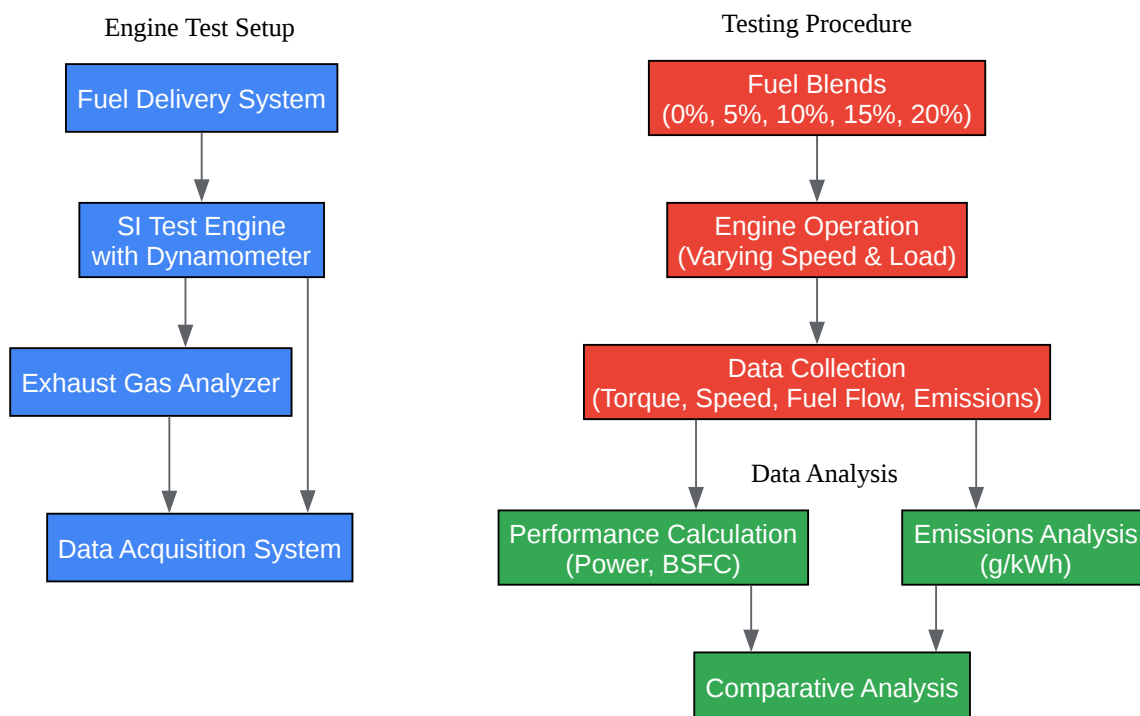 Engine Test Setup
Fuel Delivery System
SI Test Engine
with Dynamometer
Exhaust Gas Analyzer
Data Acquisition System
Testing Procedure
Fuel Blends
(0%, 5%, 10%, 15%, 20%)
Engine Operation
(Varying Speed & Load)
Data Collection
(Torque, Speed, Fuel Flow, Emissions)
Data Analysis
Performance Calculation
(Power, BSFC)
Emissions Analysis
(g/kWh)
Comparative Analysis